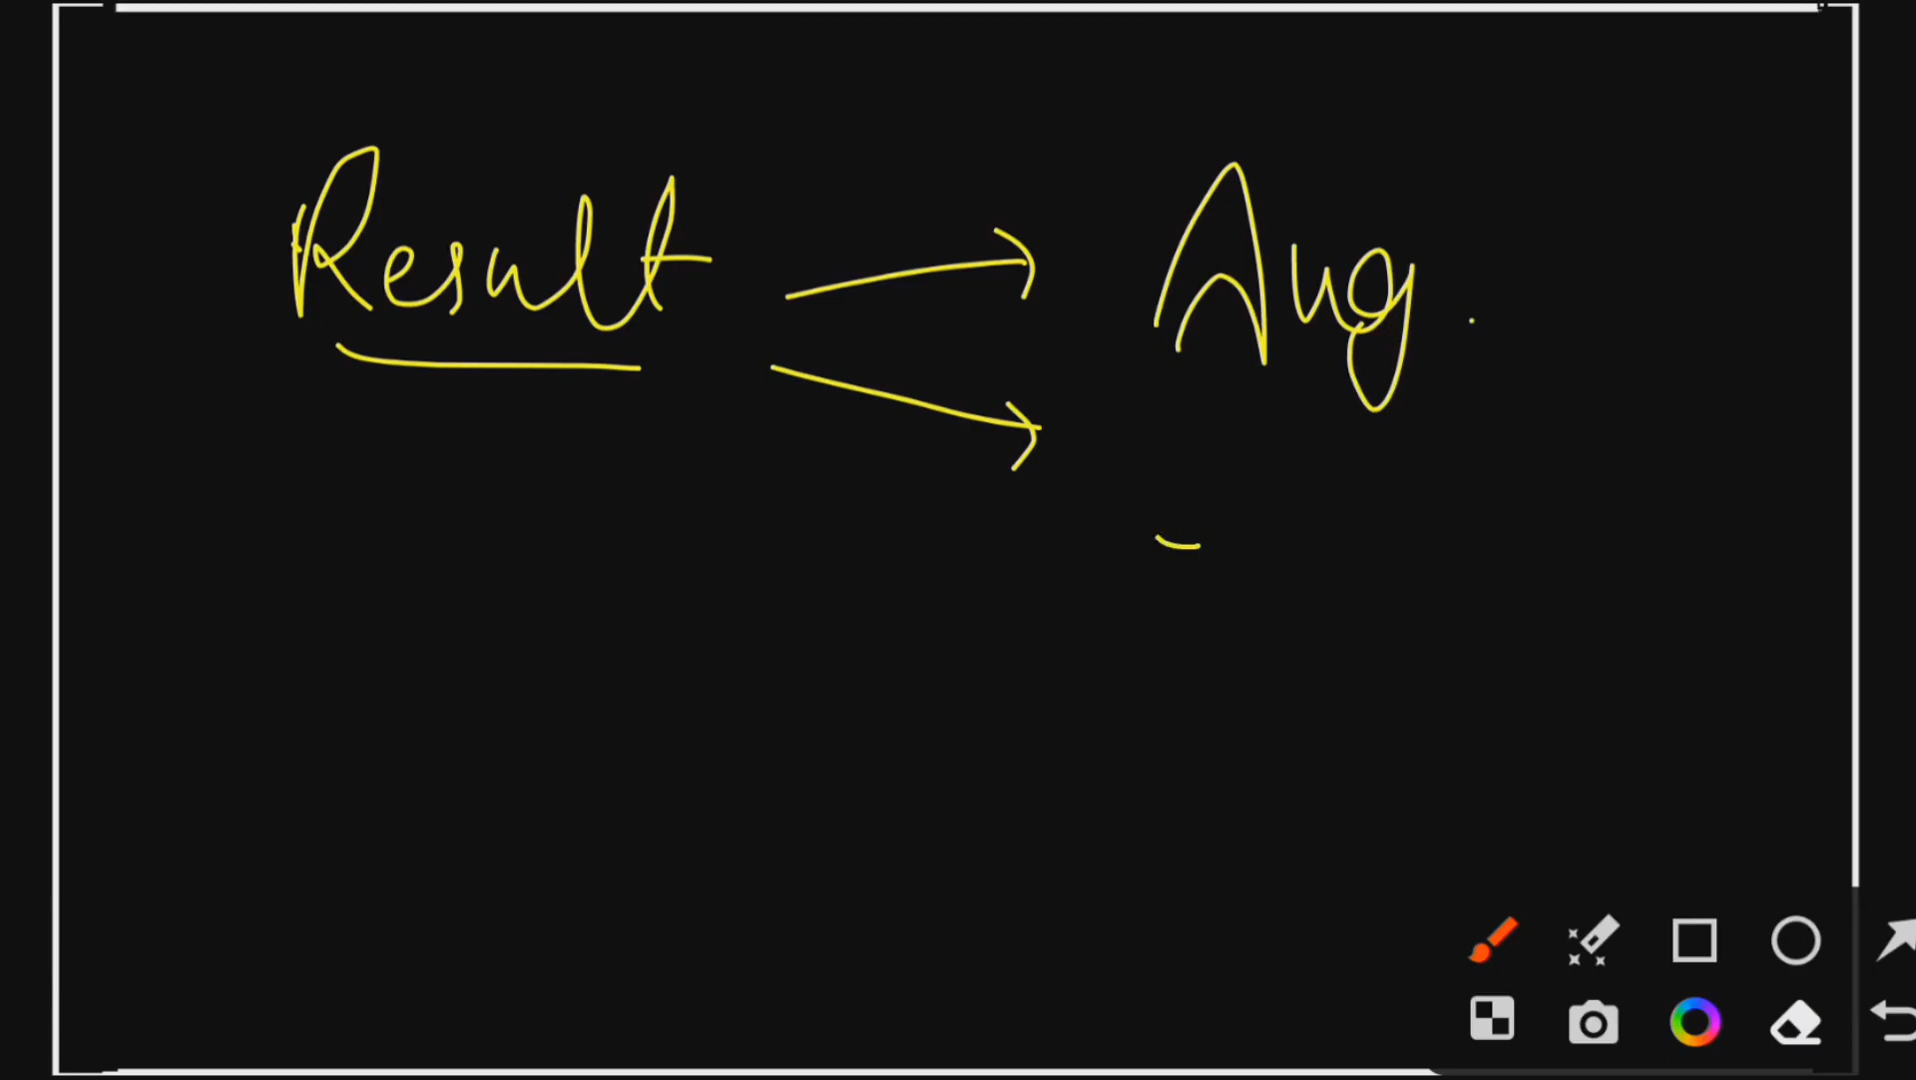 Result → Aug.